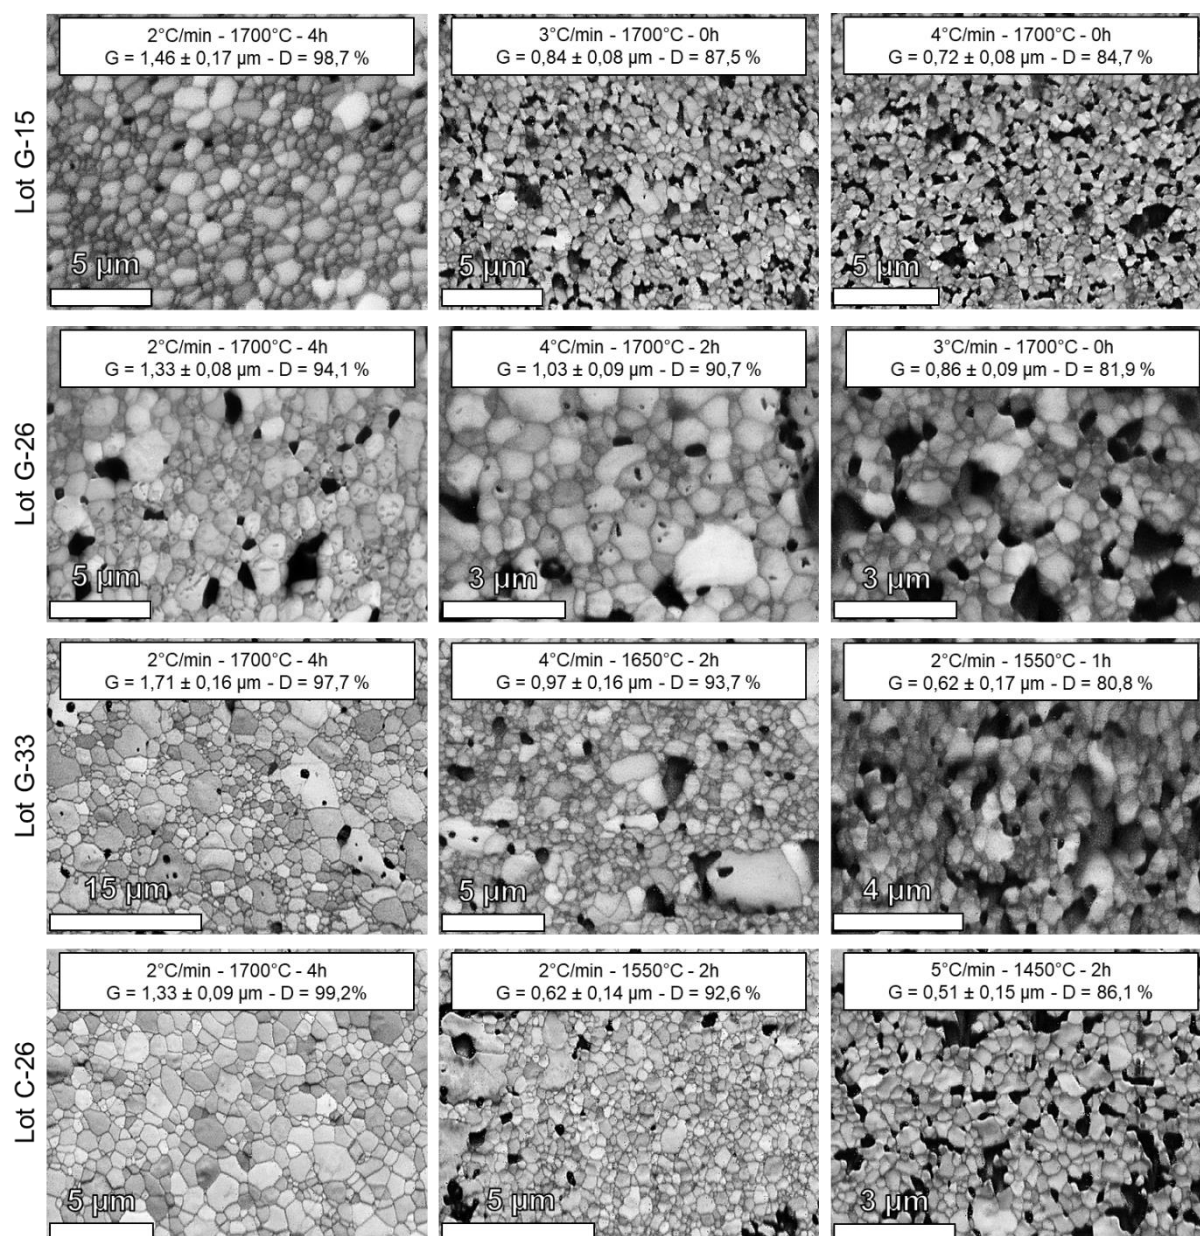 Lot G-15
2°C/min - 1700°C - 4h
G = 1,46 ± 0,17 µm - D = 98,7 %
5 µm
3°C/min - 1700°C - 0h
G = 0,84 ± 0,08 µm - D = 87,5 %
5 µm
4°C/min - 1700°C - 0h
G = 0,72 ± 0,08 µm - D = 84,7 %
5 µm
Lot G-26
2°C/min - 1700°C - 4h
G = 1,33 ± 0,08 µm - D = 94,1 %
5 µm
4°C/min - 1700°C - 2h
G = 1,03 ± 0,09 µm - D = 90,7 %
3 µm
3°C/min - 1700°C - 0h
G = 0,86 ± 0,09 µm - D = 81,9 %
3 µm
Lot G-33
2°C/min - 1700°C - 4h
G = 1,71 ± 0,16 µm - D = 97,7 %
15 µm
4°C/min - 1650°C - 2h
G = 0,97 ± 0,16 µm - D = 93,7 %
5 µm
2°C/min - 1550°C - 1h
G = 0,62 ± 0,17 µm - D = 80,8 %
4 µm
Lot C-26
2°C/min - 1700°C - 4h
G = 1,33 ± 0,09 µm - D = 99,2%
5 µm
2°C/min - 1550°C - 2h
G = 0,62 ± 0,14 µm - D = 92,6 %
5 µm
5°C/min - 1450°C - 2h
G = 0,51 ± 0,15 µm - D = 86,1 %
3 µm